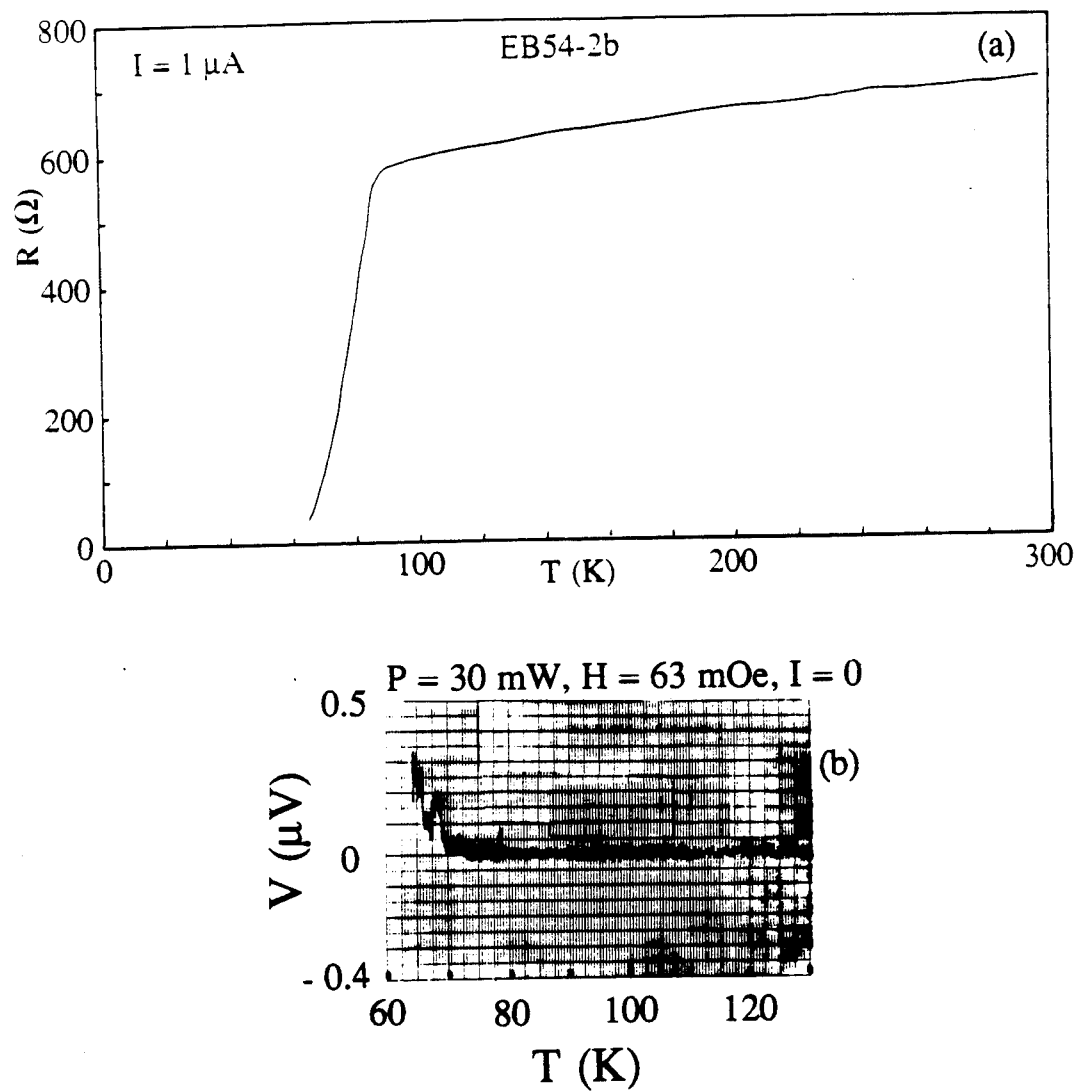 800
I = 1 μA
EB54-2b
(a)
600
R (Ω)
400
200
0
0
100
T (K)
200
300
P = 30 mW, H = 63 mOe, I = 0
0.5
(b)
V (μV)
0
- 0.4
60
80
100
120
T (K)